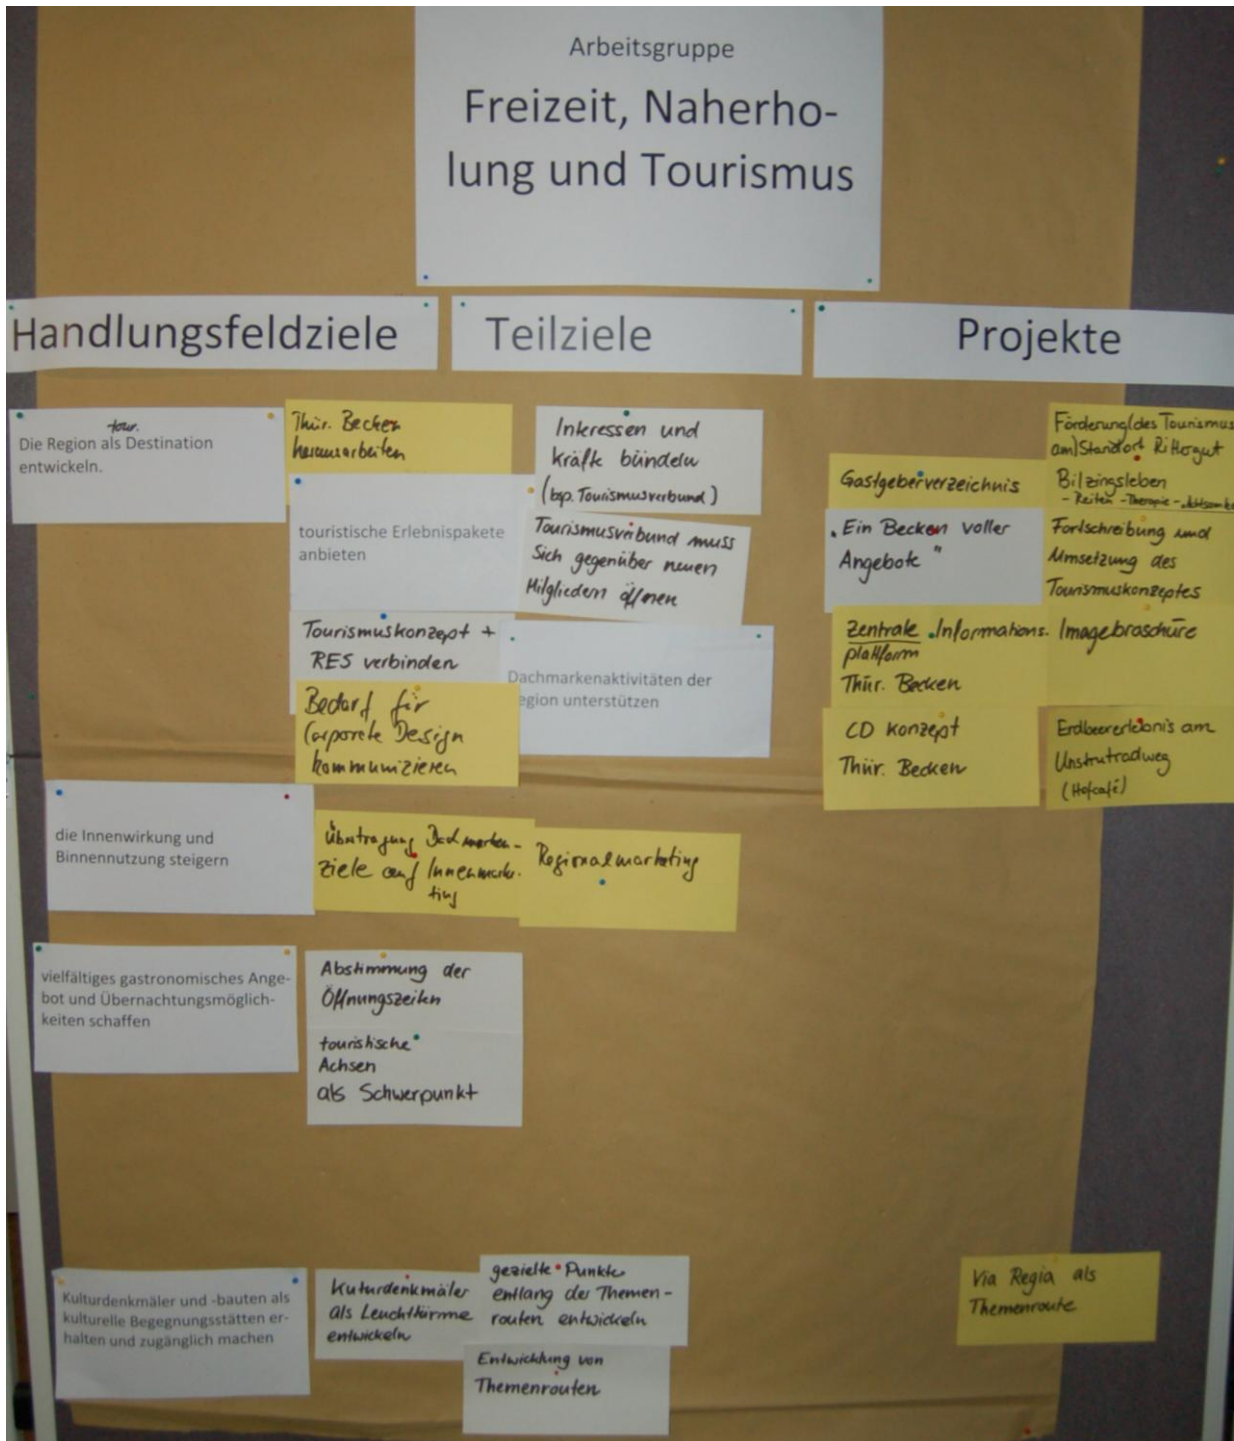 Arbeitsgruppe
Freizeit, Naherho-
lung und Tourismus
Handlungsfeldziele
Teilziele
Projekte
tour.
Die Region als Destination
entwickeln.
Thür. Becken
herausarbeiten
touristische Erlebnispakete
anbieten
Tourismuskonzept +
RES verbinden
Bedarf für
Corporete Design
kommunizieren
Interessen und
Kräfte bündeln
(bsp. Tourismusverbund)
Tourismusverbund muss
sich gegenüber neuen
Mitgliedern öffnen
Dachmarkenaktivitäten der
Region unterstützen
Gastgeberverzeichnis
"Ein Becken voller
Angebote"
Zentrale Informations-
plattform
Thür. Becken
CD Konzept
Thür. Becken
Förderung (des Tourismus
am) Standort Rittergut
Bilzingsleben
- Reiten - Therapie -
Fortschreibung und
Umsetzung des
Tourismuskonzeptes
Imagebroschüre
Erdbeererlebnis am
Unstrutradweg
(Hofcafé)
die Innenwirkung und
Binnennutzung steigern
Übertragung Dachmarken-
ziele auf Innenmarke-
ting
Regionalmarketing
vielfältiges gastronomisches Ange-
bot und Übernachtungsmöglich-
keiten schaffen
Abstimmung der
Öffnungszeiten
touristische
Achsen
als Schwerpunkt
Kulturdenkmäler und -bauten als
kulturelle Begegnungsstätten er-
halten und zugänglich machen
Kuturdenkmäler
als Leuchttürme
entwickeln
gezielte Punkte
entlang der Themen-
routen entwickeln
Entwicklung von
Themenrouten
Via Regia als
Themenroute